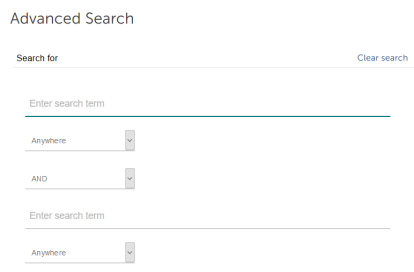 Advanced Search
Search for Clear search
Enter search term
Anywhere
AND
Enter search term
Anywhere